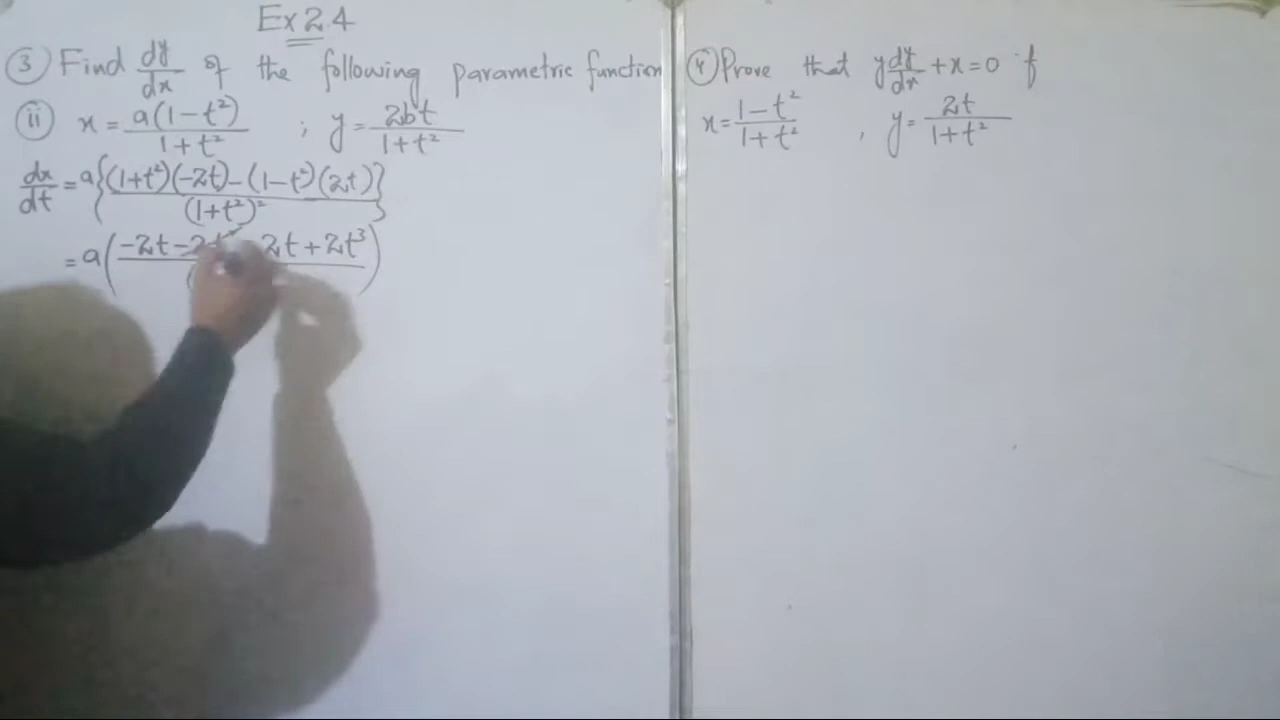 Ex 2.4
③ Find dy/dx of the following parametric function
ⅱ x = a(1-t²)/1+t² ; y = 2bt/1+t²
dx/dt = a{(1+t²)(-2t)-(1-t²)(2t)/(1+t²)²}
= a(-2t-2t 2t+2t³/( )
④ Prove that y dy/dx + x = 0 if
x = 1-t²/1+t² , y = 2t/1+t²